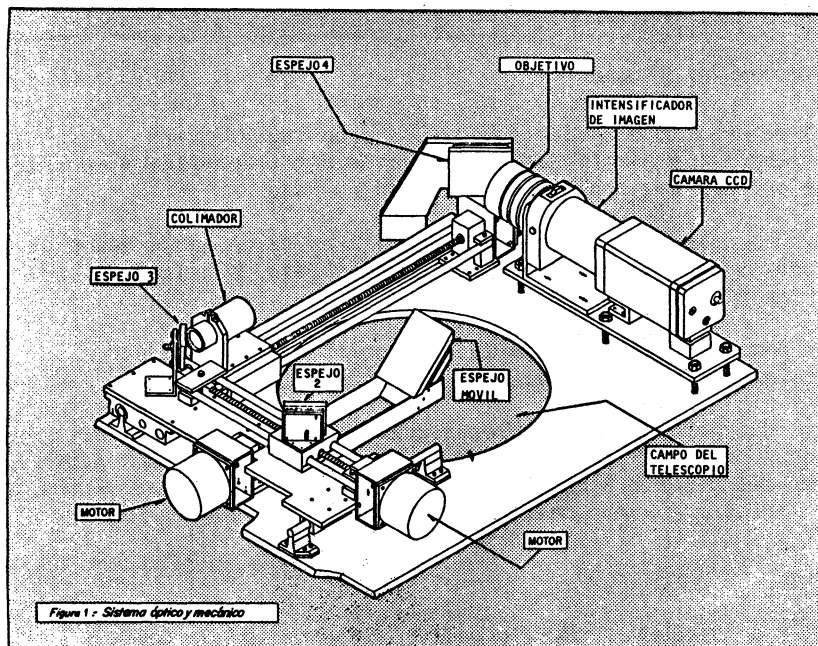 ESPEJO4
OBJETIVO
INTENSIFICADOR
DE IMAGEN
CAMARA CCD
COLIMADOR
ESPEJO 3
ESPEJO
2
ESPEJO
MOVIL
CAMPO DEL
TELESCOPIO
MOTOR
MOTOR
Figura 1 : Sistema óptico y mecánico